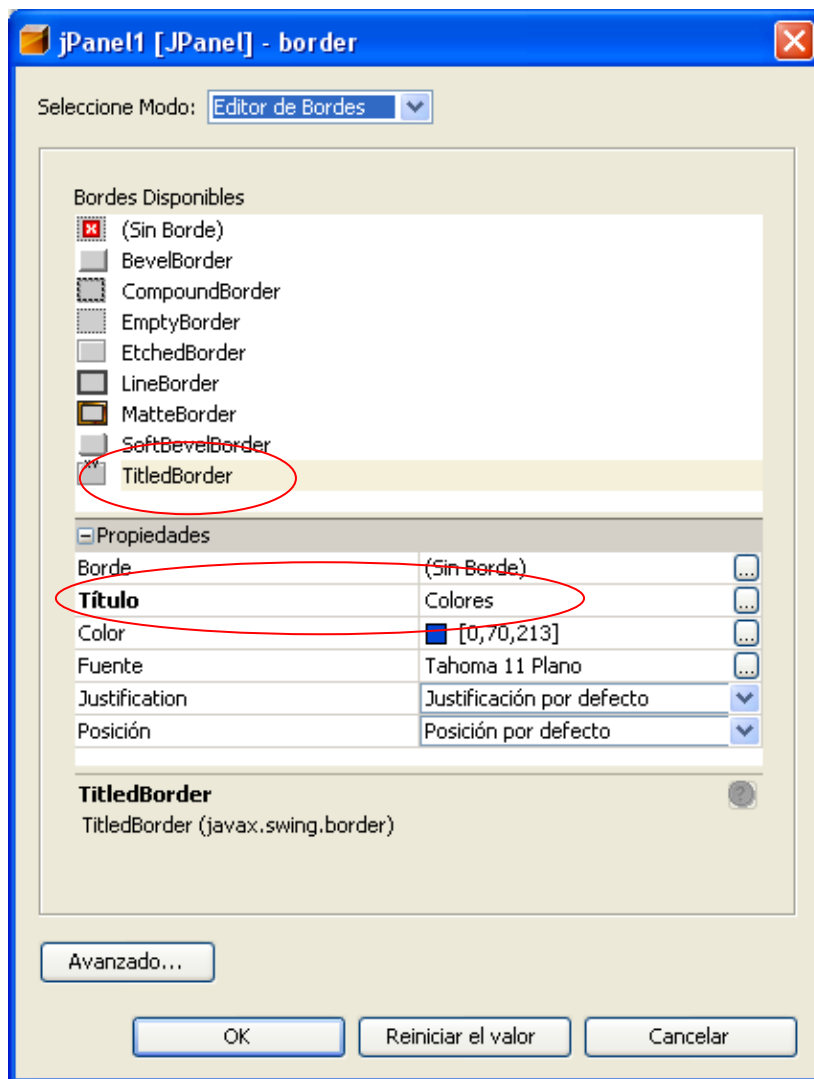 jPanel1 [JPanel] - border
Seleccione Modo: Editor de Bordes
Bordes Disponibles
(Sin Borde)
BevelBorder
CompoundBorder
EmptyBorder
EtchedBorder
LineBorder
MatteBorder
SoftBevelBorder
XY
TitledBorder
Propiedades
Borde (Sin Borde) ...
Título Colores ...
Color [0,70,213] ...
Fuente Tahoma 11 Plano ...
Justification Justificación por defecto
Posición Posición por defecto
TitledBorder ?
TitledBorder (javax.swing.border)
Avanzado...
OK Reiniciar el valor Cancelar